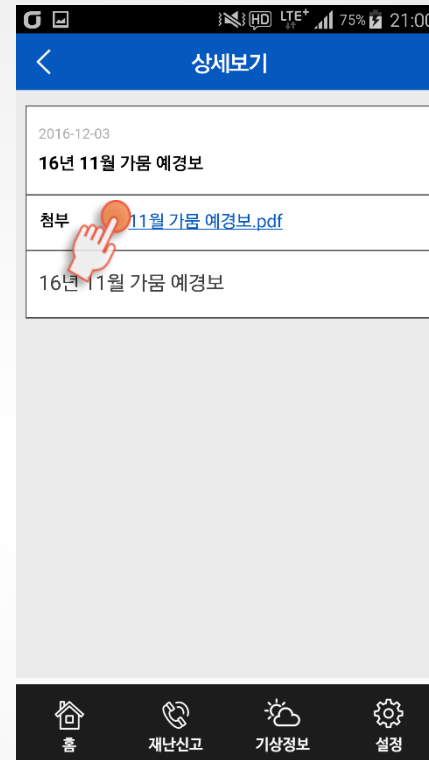 HD LTE+ 75% 21:00
상세보기
2016-12-03
16년 11월 가뭄 예경보
첨부 11월 가뭄 예경보.pdf
16년 11월 가뭄 예경보
홈 재난신고 기상정보 설정